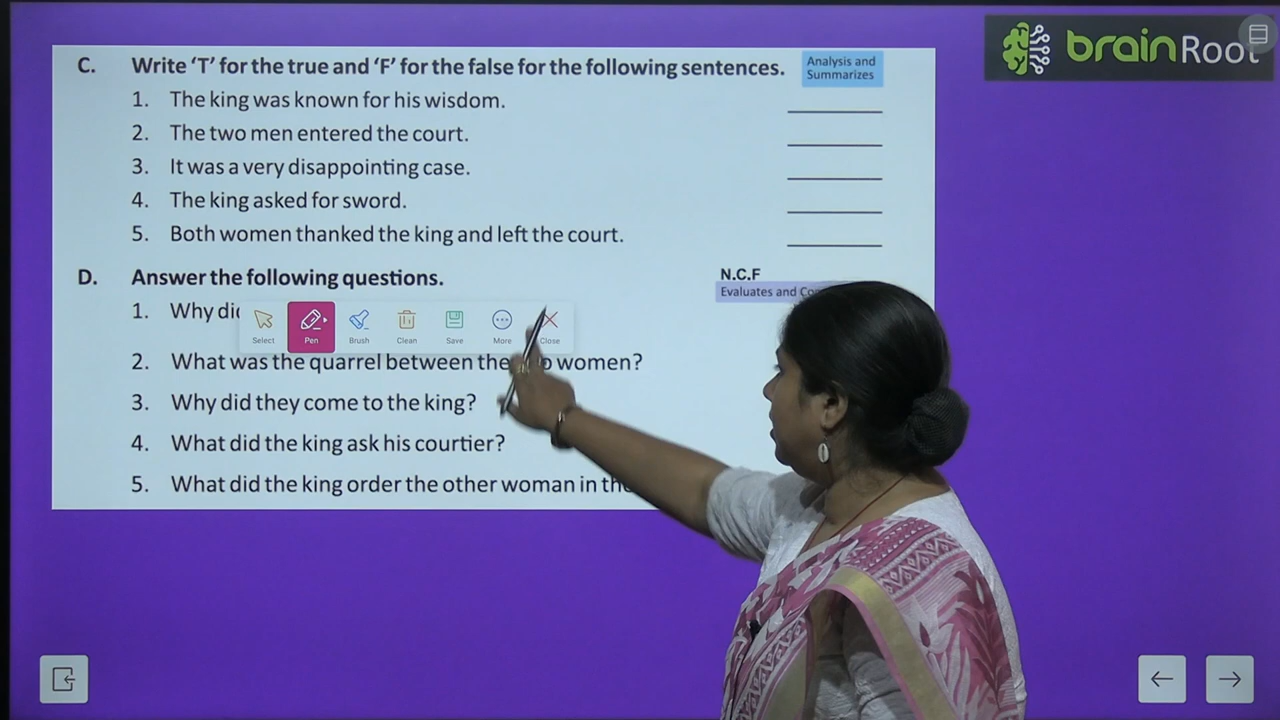 brainRoot
C. Write ‘T’ for the true and ‘F’ for the false for the following sentences.
Analysis and
Summarizes
1. The king was known for his wisdom.
2. The two men entered the court.
3. It was a very disappointing case.
4. The king asked for sword.
5. Both women thanked the king and left the court.
D. Answer the following questions.
N.C.F
Evaluates and
1. Why did
Select Pen Brush Clean Save More Close
2. What was the quarrel between the women?
3. Why did they come to the king?
4. What did the king ask his courtier?
5. What did the king order the other woman in